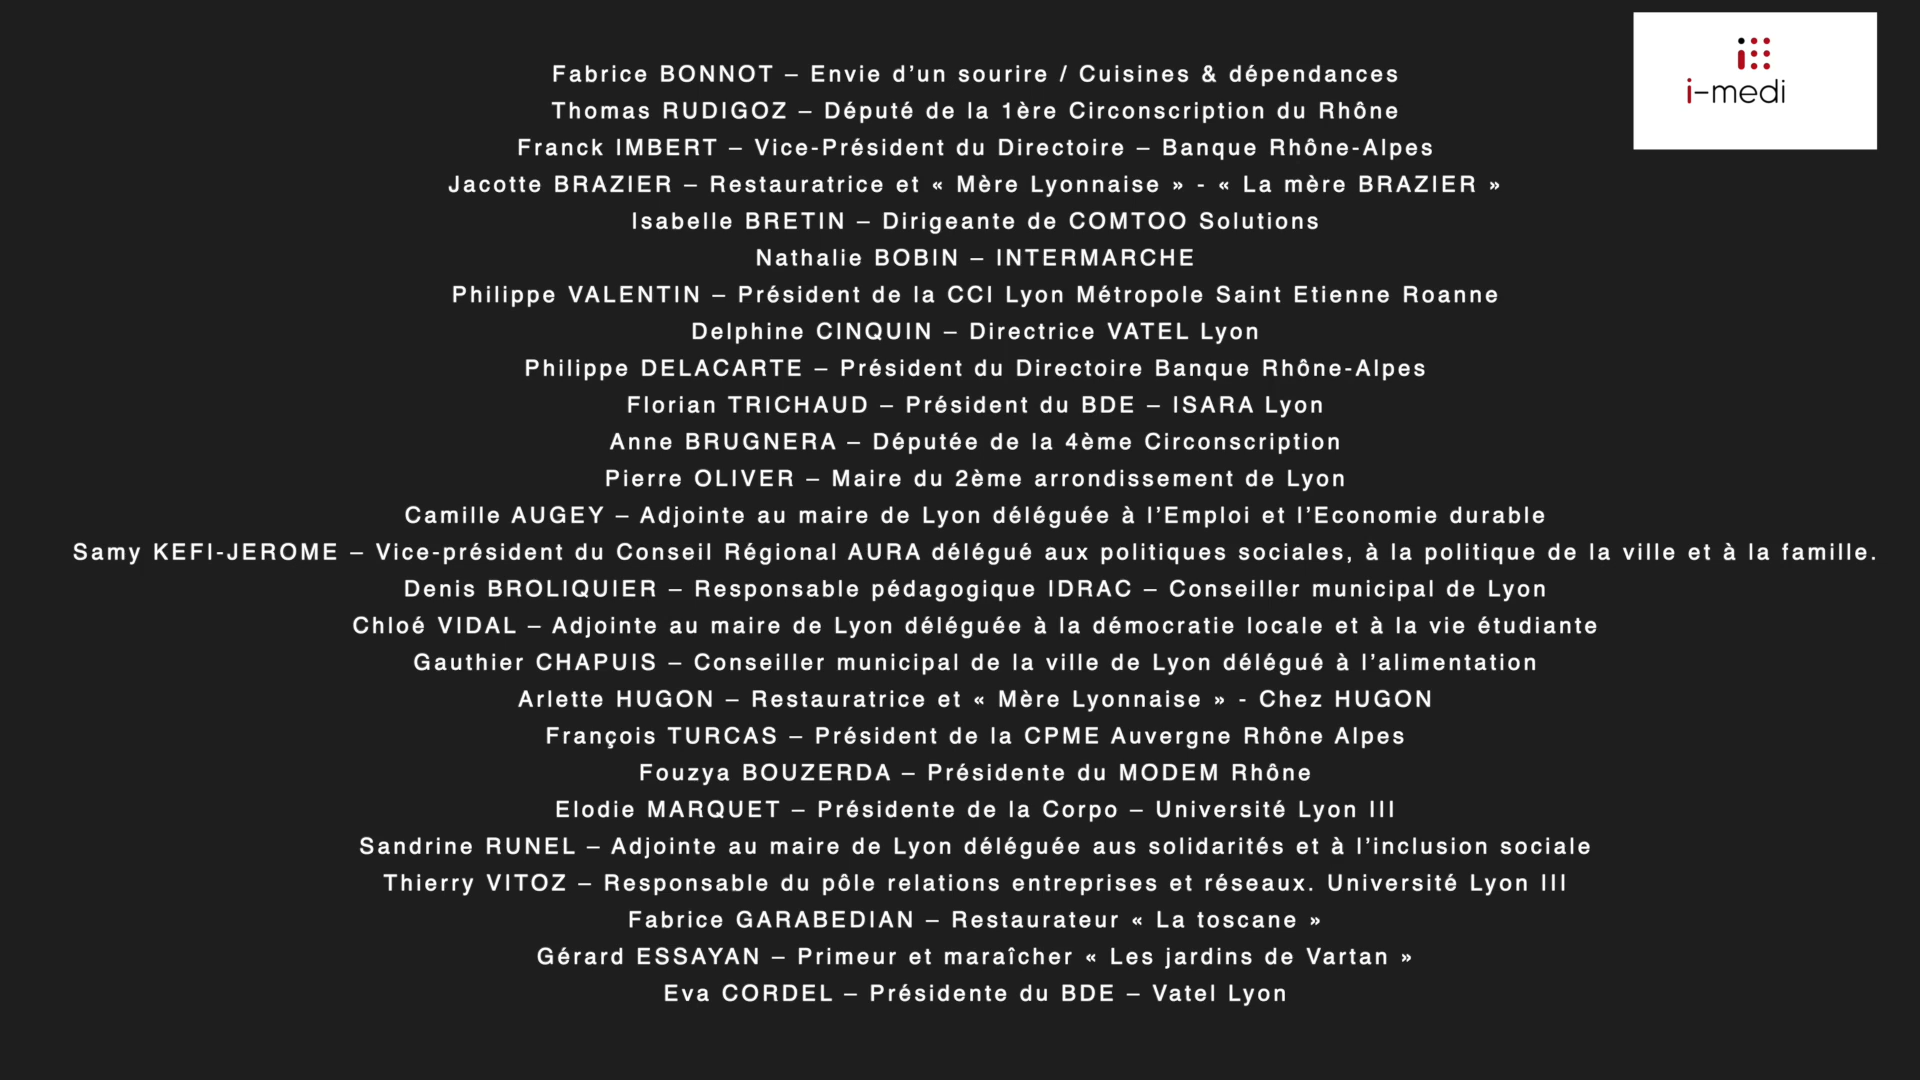 Fabrice BONNOT – Envie d’un sourire / Cuisines & dépendances
Thomas RUDIGOZ – Député de la 1ère Circonscription du Rhône
Franck IMBERT – Vice-Président du Directoire – Banque Rhône-Alpes
Jacotte BRAZIER – Restauratrice et « Mère Lyonnaise » - « La mère BRAZIER »
Isabelle BRETIN – Dirigeante de COMTOO Solutions
Nathalie BOBIN – INTERMARCHE
Philippe VALENTIN – Président de la CCI Lyon Métropole Saint Etienne Roanne
Delphine CINQUIN – Directrice VATEL Lyon
Philippe DELACARTE – Président du Directoire Banque Rhône-Alpes
Florian TRICHAUD – Président du BDE – ISARA Lyon
Anne BRUGNERA – Députée de la 4ème Circonscription
Pierre OLIVER – Maire du 2ème arrondissement de Lyon
Camille AUGEY – Adjointe au maire de Lyon déléguée à l’Emploi et l’Economie durable
Samy KEFI-JEROME – Vice-président du Conseil Régional AURA délégué aux politiques sociales, à la politique de la ville et à la famille.
Denis BROLIQUIER – Responsable pédagogique IDRAC – Conseiller municipal de Lyon
Chloé VIDAL – Adjointe au maire de Lyon déléguée à la démocratie locale et à la vie étudiante
Gauthier CHAPUIS – Conseiller municipal de la ville de Lyon délégué à l’alimentation
Arlette HUGON – Restauratrice et « Mère Lyonnaise » - Chez HUGON
François TURCAS – Président de la CPME Auvergne Rhône Alpes
Fouzya BOUZERDA – Présidente du MODEM Rhône
Elodie MARQUET – Présidente de la Corpo – Université Lyon III
Sandrine RUNEL – Adjointe au maire de Lyon déléguée aus solidarités et à l’inclusion sociale
Thierry VITOZ – Responsable du pôle relations entreprises et réseaux. Université Lyon III
Fabrice GARABEDIAN – Restaurateur « La toscane »
Gérard ESSAYAN – Primeur et maraîcher « Les jardins de Vartan »
Eva CORDEL – Présidente du BDE – Vatel Lyon
i-medi